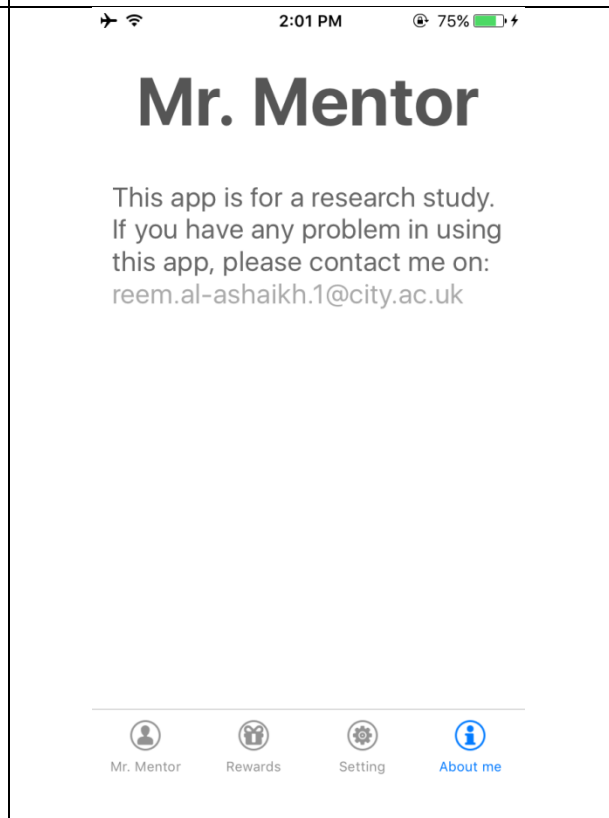 2:01 PM 75%
Mr. Mentor
This app is for a research study.
If you have any problem in using
this app, please contact me on:
reem.al-ashaikh.1@city.ac.uk
Mr. Mentor Rewards Setting About me